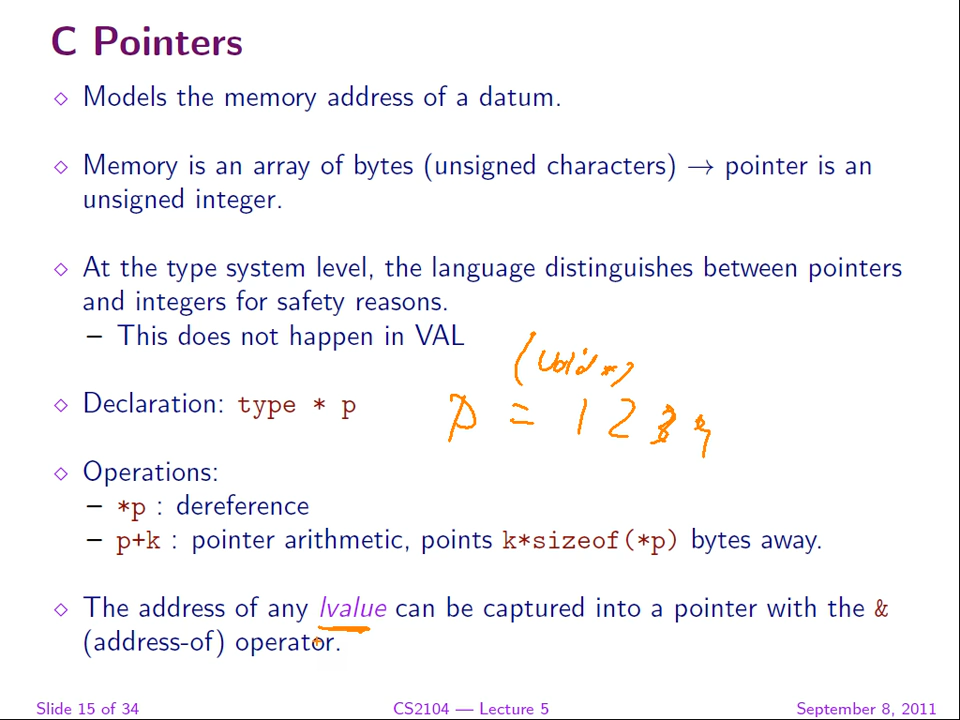 C Pointers
◇ Models the memory address of a datum.
◇ Memory is an array of bytes (unsigned characters) → pointer is an
unsigned integer.
◇ At the type system level, the language distinguishes between pointers
and integers for safety reasons.
– This does not happen in VAL
(void *)
◇ Declaration: type * p
p = 1234
◇ Operations:
– *p : dereference
– p+k : pointer arithmetic, points k*sizeof(*p) bytes away.
◇ The address of any lvalue can be captured into a pointer with the &
(address-of) operator.
Slide 15 of 34 CS2104 — Lecture 5 September 8, 2011